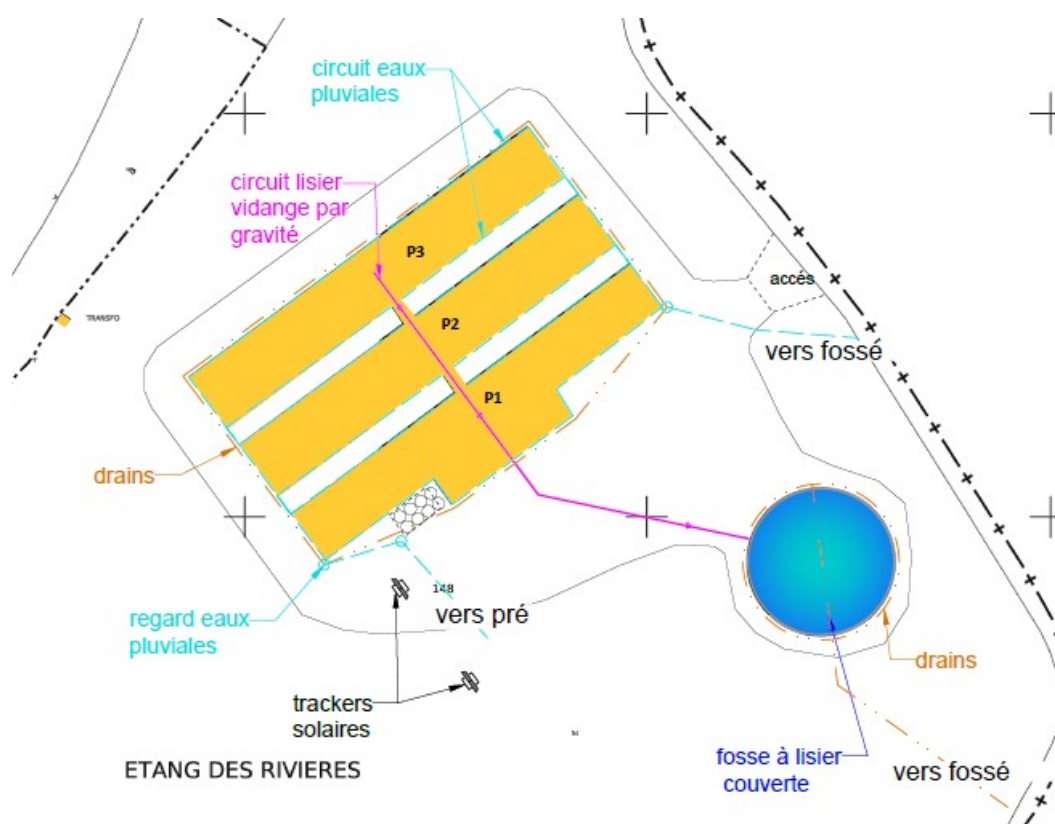 circuit eaux
pluviales
circuit lisier
vidange par
gravité
P3
accés
TRANSFO
P2
vers fossé
P1
drains
148
vers pré
regard eaux
pluviales
drains
trackers
solaires
fosse à lisier
couverte
vers fossé
ETANG DES RIVIERES